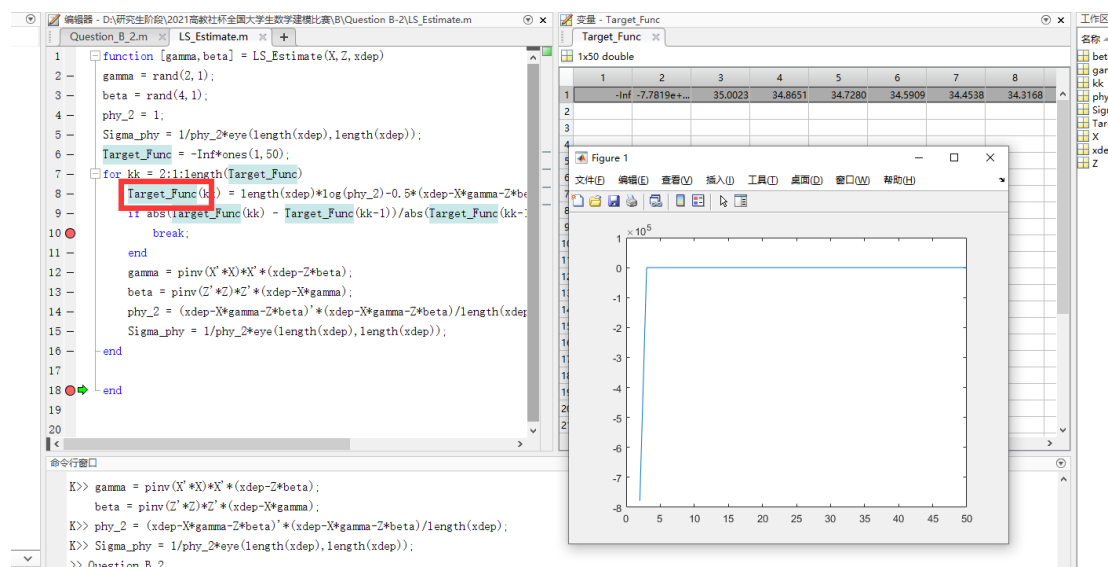 编辑器 - D:\研究生阶段\2021高教社杯全国大学生数学建模比赛\B\Question B-2\LS_Estimate.m
Question_B_2.m × LS_Estimate.m × +
1 function [gamma,beta] = LS_Estimate(X,Z,xdep)
2 — gamma = rand(2,1);
3 — beta = rand(4,1);
4 — phy_2 = 1;
5 — Sigma_phy = 1/phy_2*eye(length(xdep),length(xdep));
6 — Target_Func = -Inf*ones(1,50);
7 — for kk = 2:1:length(Target_Func)
8 — Target_Func(kk) = length(xdep)*log(phy_2)-0.5*(xdep-X*gamma-Z*be
9 — if abs(Target_Func(kk) - Target_Func(kk-1))/abs(Target_Func(kk-1
10 break;
11 — end
12 — gamma = pinv(X'*X)*X'*(xdep-Z*beta);
13 — beta = pinv(Z'*Z)*Z'*(xdep-X*gamma);
14 — phy_2 = (xdep-X*gamma-Z*beta)'*(xdep-X*gamma-Z*beta)/length(xdep
15 — Sigma_phy = 1/phy_2*eye(length(xdep),length(xdep));
16 — end
17
18 end
19
20
命令行窗口
K>> gamma = pinv(X'*X)*X'*(xdep-Z*beta);
beta = pinv(Z'*Z)*Z'*(xdep-X*gamma);
K>> phy_2 = (xdep-X*gamma-Z*beta)'*(xdep-X*gamma-Z*beta)/length(xdep);
K>> Sigma_phy = 1/phy_2*eye(length(xdep),length(xdep));
>> Question_B_2
变量 - Target_Func
Target_Func ×
1x50 double
1 2 3 4 5 6 7 8
1 -Inf -7.7819e+... 35.0023 34.8651 34.7280 34.5909 34.4538 34.3168
2
3
Figure 1
文件(F) 编辑(E) 查看(V) 插入(I) 工具(T) 桌面(D) 窗口(W) 帮助(H)
×10^5
1
0
-1
-2
-3
-4
-5
-6
-7
-8
0 5 10 15 20 25 30 35 40 45 50
工作区
名称
bet
gam
kk
phy
Sigr
Tar
X
xde
Z